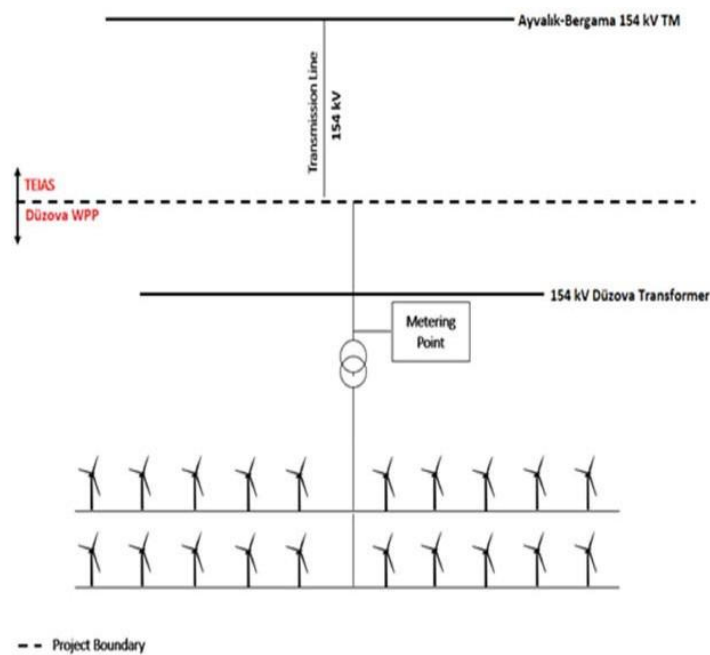 Ayvalık-Bergama 154 kV TM
Transmission Line
154 kV
TEIAS
Düzova WPP
154 kV Düzova Transformer
Metering
Point
Project Boundary